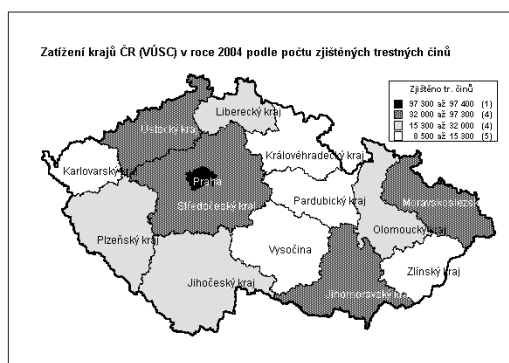 Zatížení krajů ČR (VÚSC) v roce 2004 podle počtu zjištěných trestných činů
Zjištěno tr. činů
97 300 až 97 400 (1)
32 000 až 97 300 (4)
15 300 až 32 000 (4)
8 500 až 15 300 (5)
Liberecký kraj
Ústecký kraj
Královéhradecký kraj
Karlovarský kraj
Praha
Středočeský kraj
Pardubický kraj
Moravskoslezsk
Olomoucký kraj
Plzeňský kraj
Vysočina
Zlínský kraj
Jihočeský kraj
Jihomoravský kra